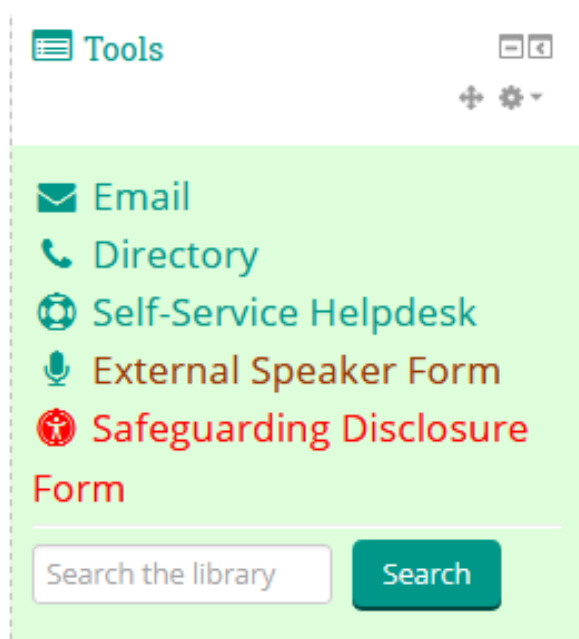 Tools
Email
Directory
Self-Service Helpdesk
External Speaker Form
Safeguarding Disclosure
Form
Search the library Search